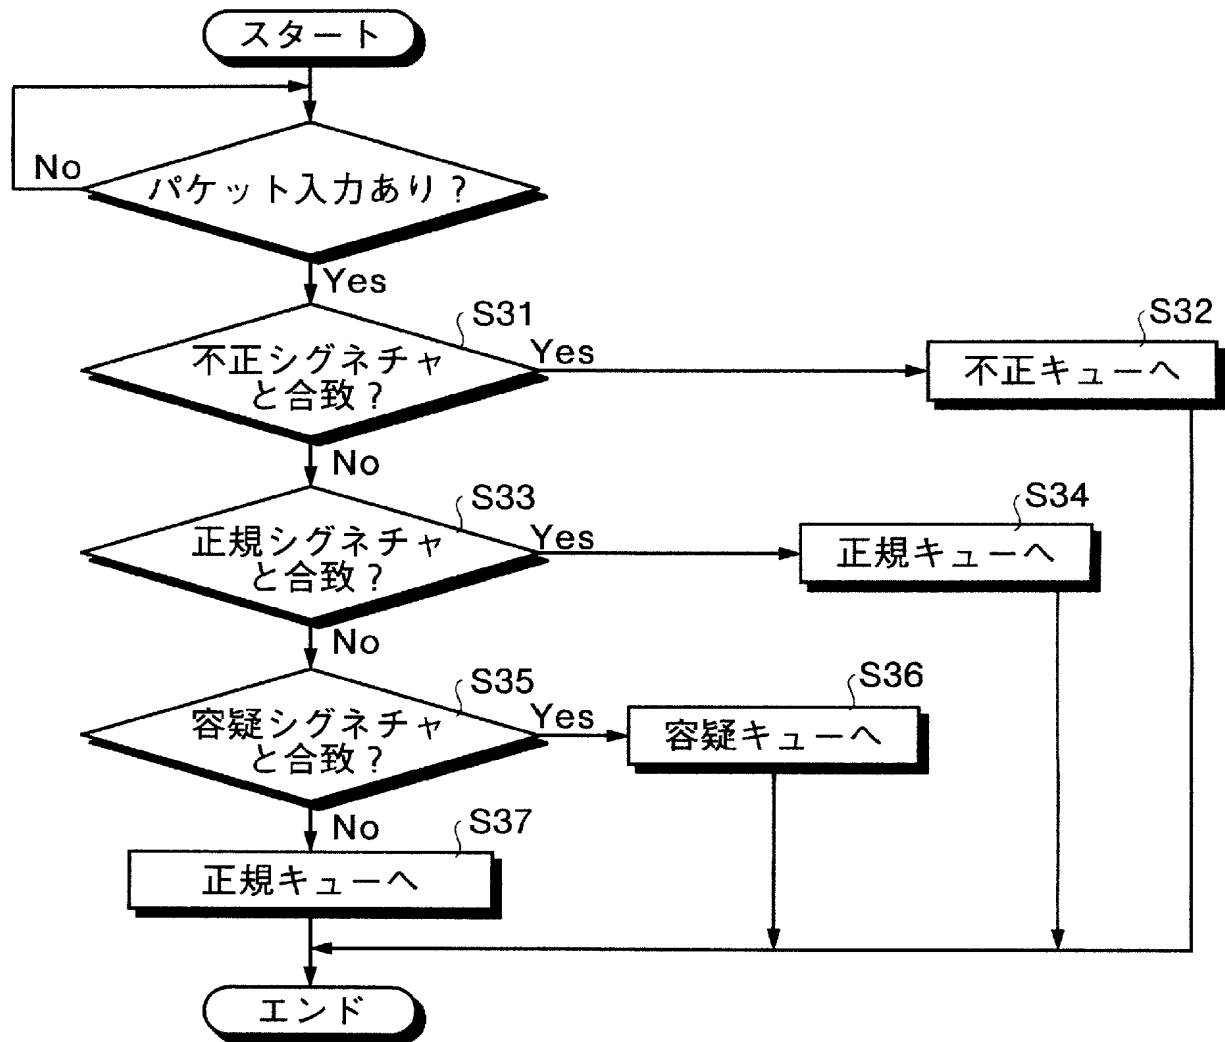 スタート
No
パケット入力あり?
Yes
S31
不正シグネチャ
と合致?
Yes
S32
不正キューへ
No
S33
正規シグネチャ
と合致?
Yes
S34
正規キューへ
No
S35
容疑シグネチャ
と合致?
Yes
S36
容疑キューへ
No
S37
正規キューへ
エンド